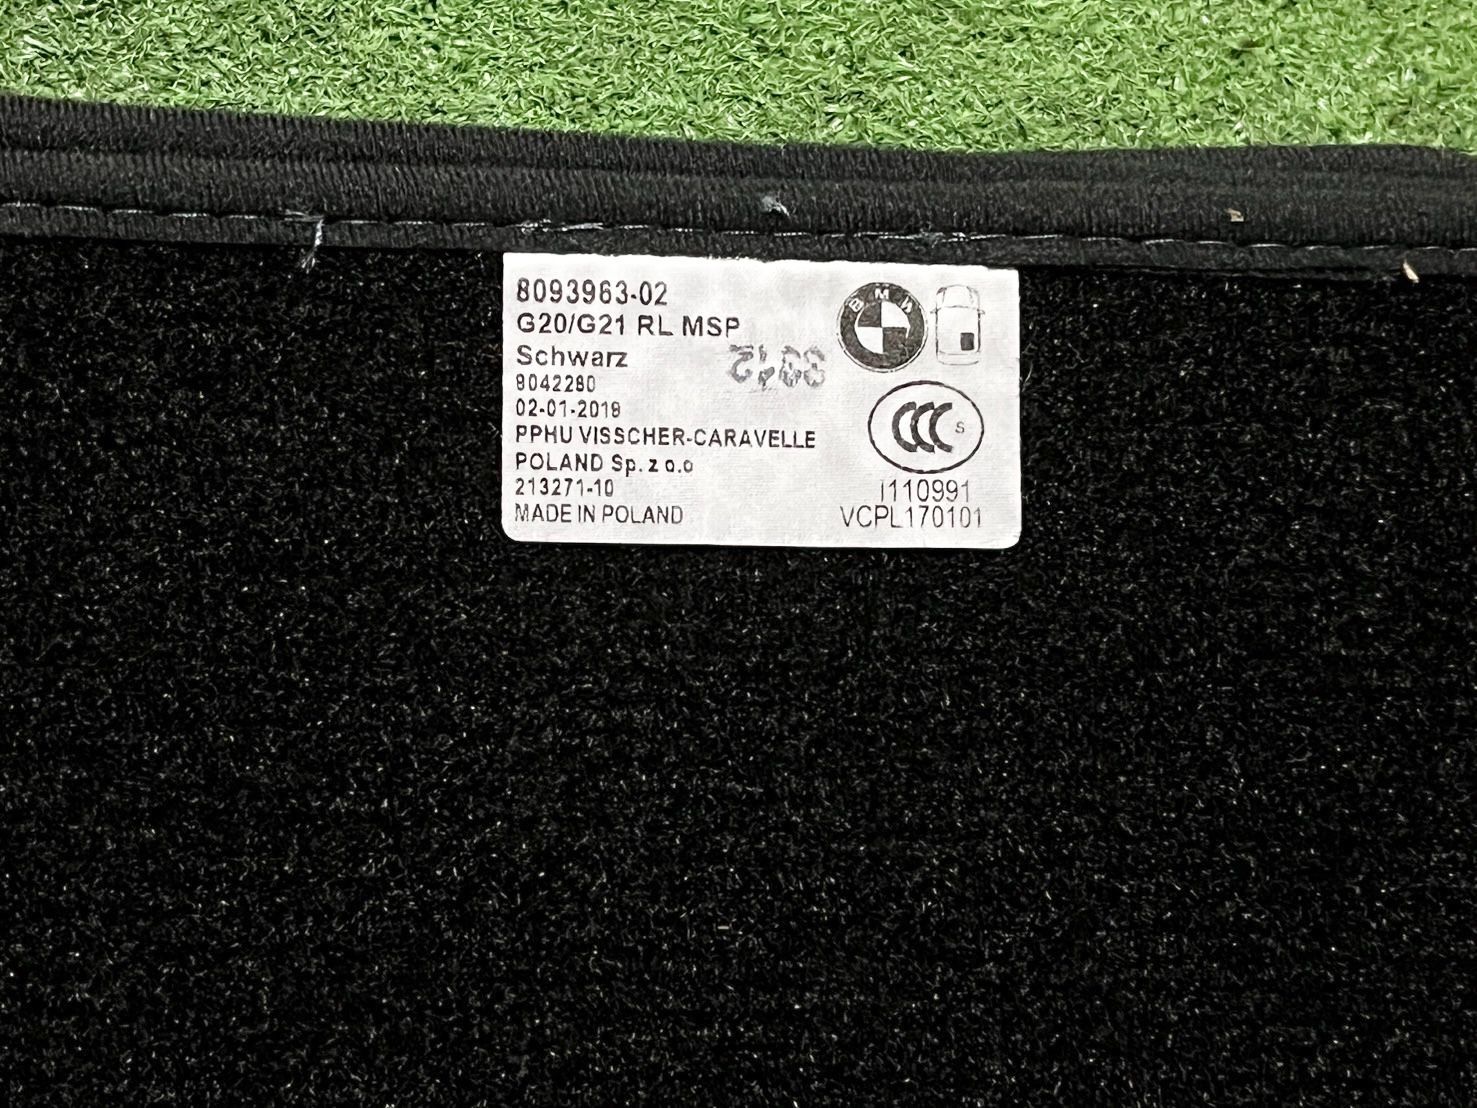 8093963-02
G20/G21 RL MSP
Schwarz
8042280
02-01-2018
PPHU VISSCHER-CARAVELLE
POLAND Sp. z o.o
213271-10
MADE IN POLAND
BMW
CCC S
I110991
VCPL170101